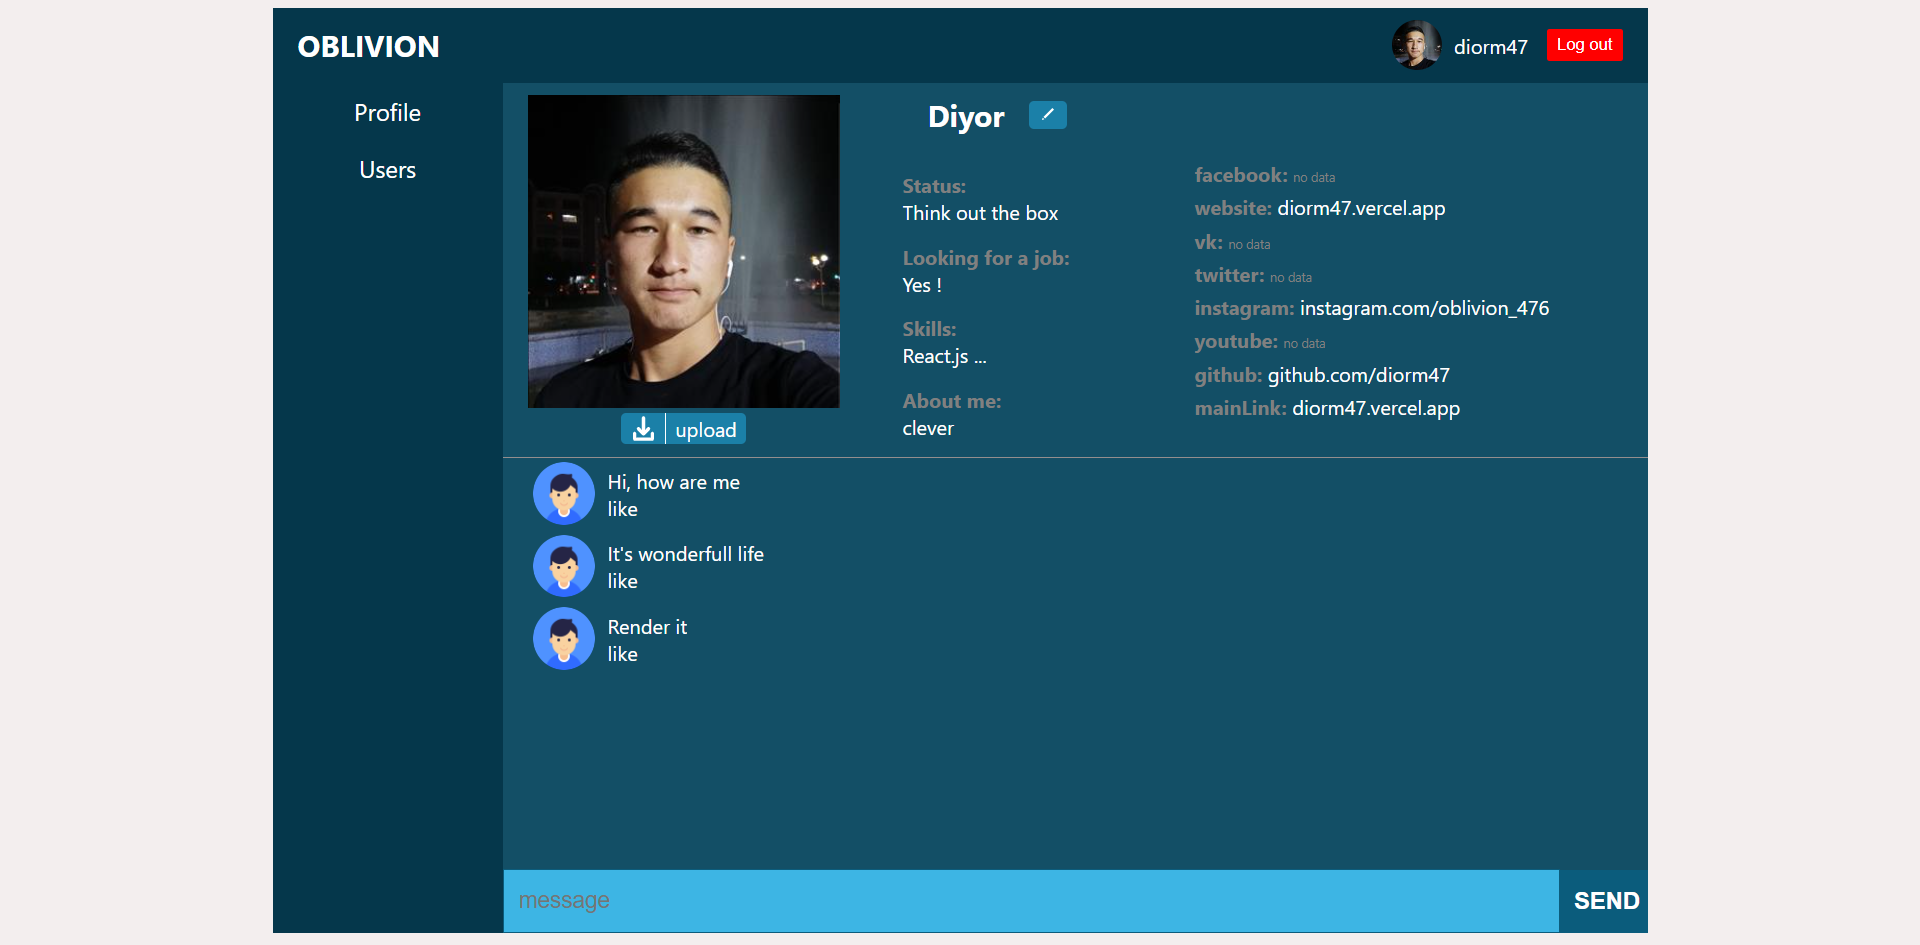 OBLIVION
diorm47
Log out
Profile
Users
Diyor
Status:
Think out the box
Looking for a job:
Yes !
Skills:
React.js ...
About me:
clever
facebook: no data
website: diorm47.vercel.app
vk: no data
twitter: no data
instagram: instagram.com/oblivion_476
youtube: no data
github: github.com/diorm47
mainLink: diorm47.vercel.app
upload
Hi, how are me
like
It's wonderfull life
like
Render it
like
message
SEND